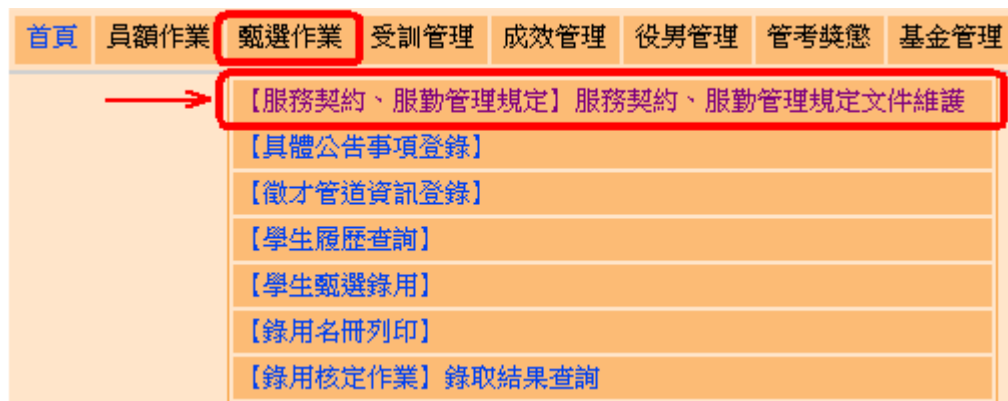 首頁 員額作業 甄選作業 受訓管理 成效管理 役男管理 管考獎懲 基金管理
【服務契約、服勤管理規定】服務契約、服勤管理規定文件維護
【具體公告事項登錄】
【徵才管道資訊登錄】
【學生履歷查詢】
【學生甄選錄用】
【錄用名冊列印】
【錄用核定作業】錄取結果查詢